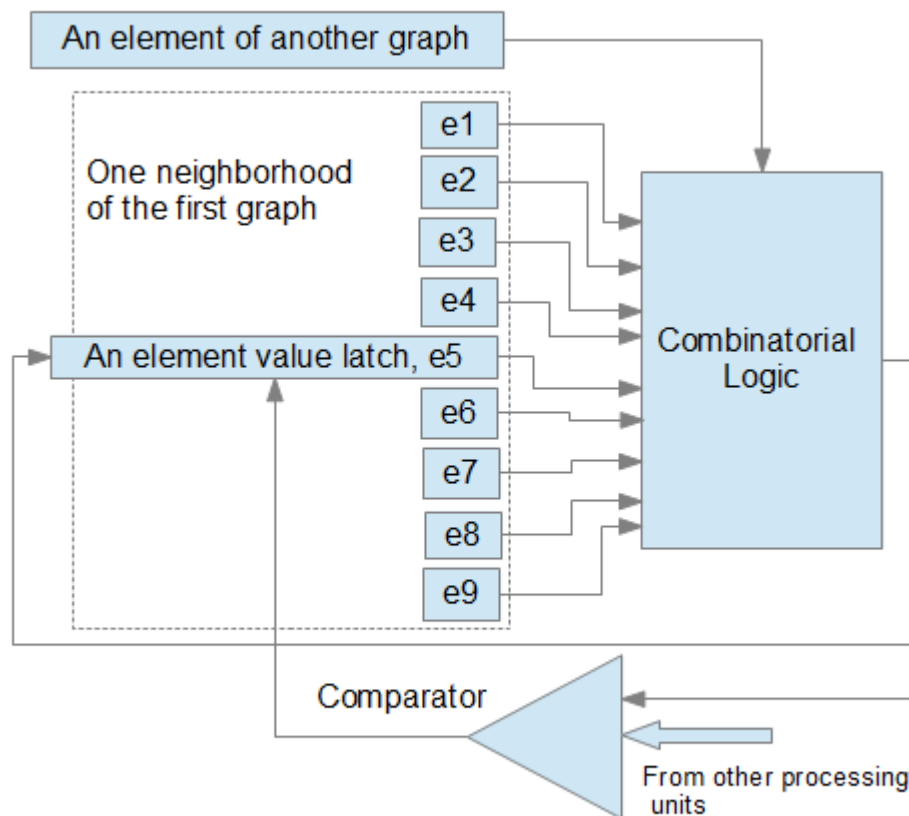 An element of another graph
e1
One neighborhood
of the first graph
e2
e3
e4
An element value latch, e5
Combinatorial
Logic
e6
e7
e8
e9
Comparator
From other processing
units